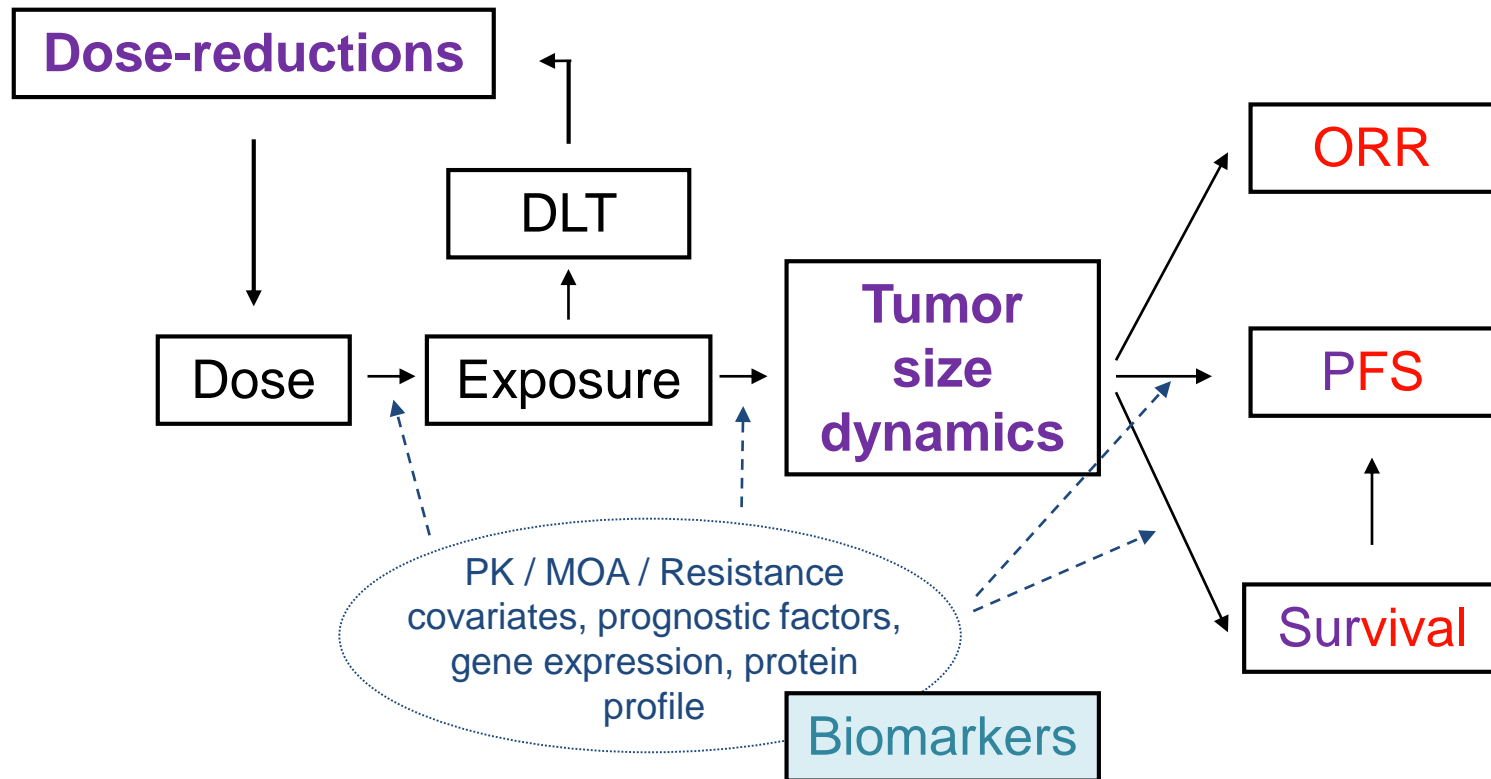 Dose-reductions
ORR
DLT
Tumor
size
dynamics
Dose
Exposure
PFS
PK / MOA / Resistance
covariates, prognostic factors,
gene expression, protein
profile
Survival
Biomarkers